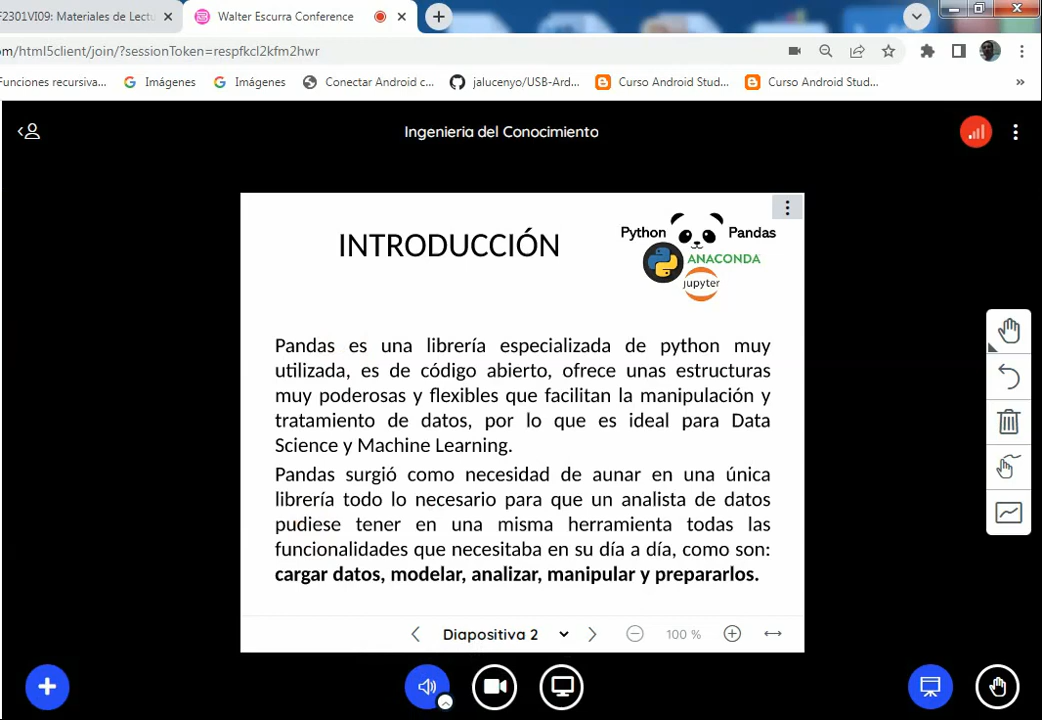 F2301VI09: Materiales de Lectu
Walter Escurra Conference
om/html5client/join/?sessionToken=respfkcl2kfm2hwr
Funciones recursiva...
Imágenes
Imágenes
Conectar Android c...
jalucenyo/USB-Ard...
Curso Android Stud...
Curso Android Stud...
»
Ingenieria del Conocimiento
INTRODUCCIÓN
Python Pandas
ANACONDA
jupyter
Pandas es una librería especializada de python muy
utilizada, es de código abierto, ofrece unas estructuras
muy poderosas y flexibles que facilitan la manipulación y
tratamiento de datos, por lo que es ideal para Data
Science y Machine Learning.
Pandas surgió como necesidad de aunar en una única
librería todo lo necesario para que un analista de datos
pudiese tener en una misma herramienta todas las
funcionalidades que necesitaba en su día a día, como son:
cargar datos, modelar, analizar, manipular y prepararlos.
Diapositiva 2
100 %